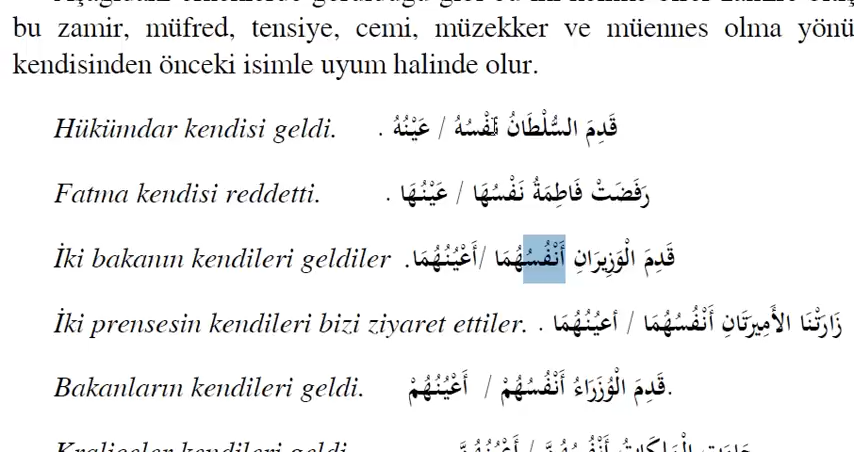 bu zamir, müfred, tensiye, cemi, müzekker ve müennes olma yönü
kendisinden önceki isimle uyum halinde olur.
Hükümdar kendisi geldi. قَدِمَ السُّلْطَانُ نَفْسُهُ / عَيْنُهُ .
Fatma kendisi reddetti. رَفَضَتْ فَاطِمَةُ نَفْسُهَا / عَيْنُهَا .
İki bakanın kendileri geldiler قَدِمَ الْوَزِيرَانِ أَنْفُسُهُمَا /أَعْيُنُهُمَا .
İki prensesin kendileri bizi ziyaret ettiler. زَارَتْنَا الأَمِيرَتَانِ أَنْفُسُهُمَا / أعيُنُهُمَا .
Bakanların kendileri geldi. قَدِمَ الْوُزَرَاءُ أَنْفُسُهُمْ / أَعْيُنُهُمْ.